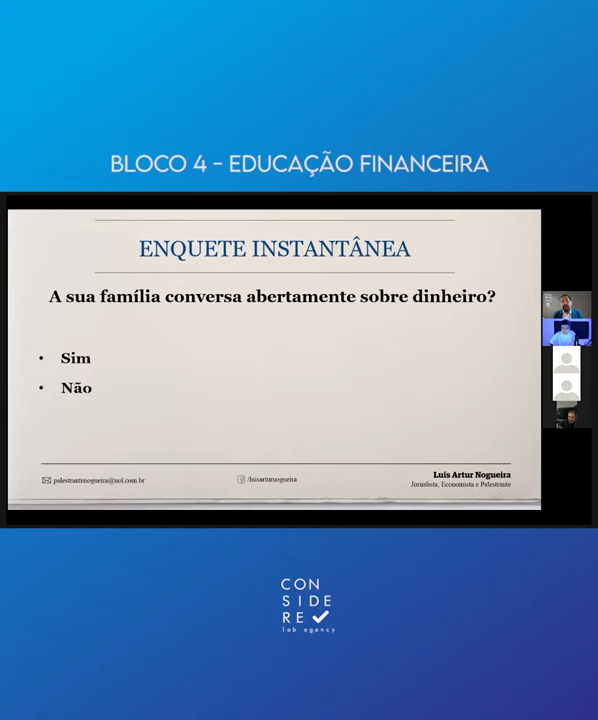 BLOCO 4 - EDUCAÇÃO FINANCEIRA
ENQUETE INSTANTÂNEA
A sua família conversa abertamente sobre dinheiro?
• Sim
• Não
palestrantenogueira@uol.com.br
/luisarturnogueira
Luís Artur Nogueira
Jornalista, Economista e Palestrante
CON
SIDE
RE
lab agency